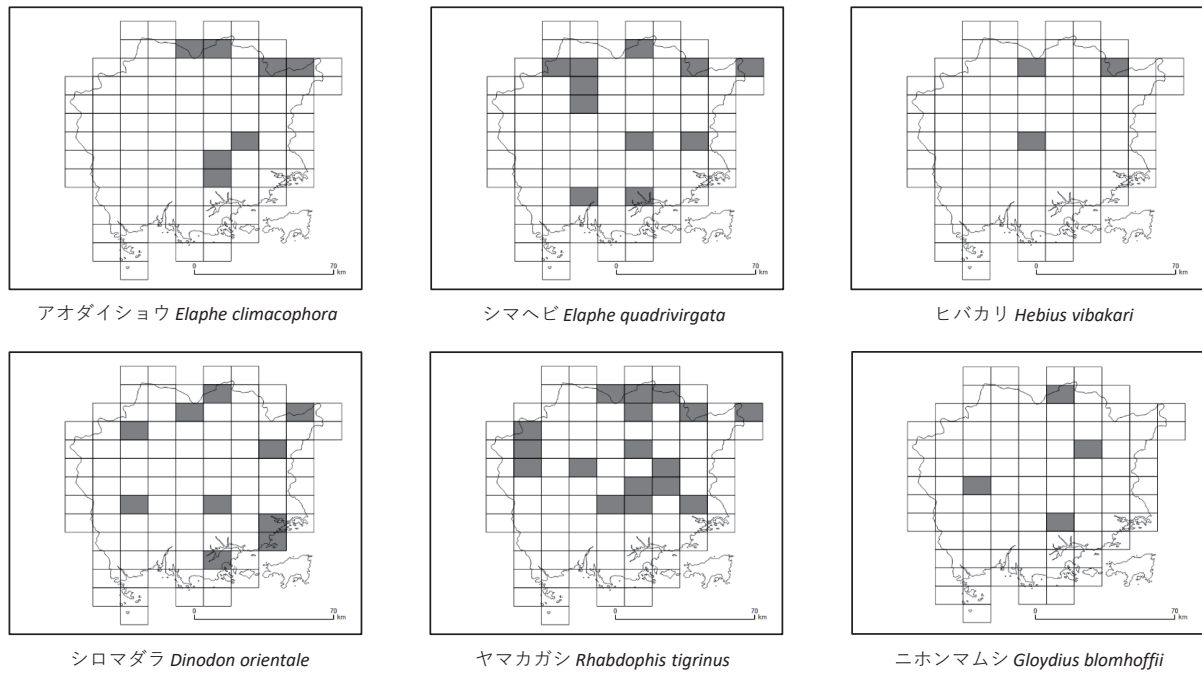 0 70
km
0 70
km
0 70
km
アオダイショウ Elaphe climacophora
シマヘビ Elaphe quadrivirgata
ヒバカリ Hebius vibakari
0 70
km
0 70
km
0 70
km
シロマダラ Dinodon orientale
ヤマカガシ Rhabdophis tigrinus
ニホンマムシ Gloydius blomhoffii